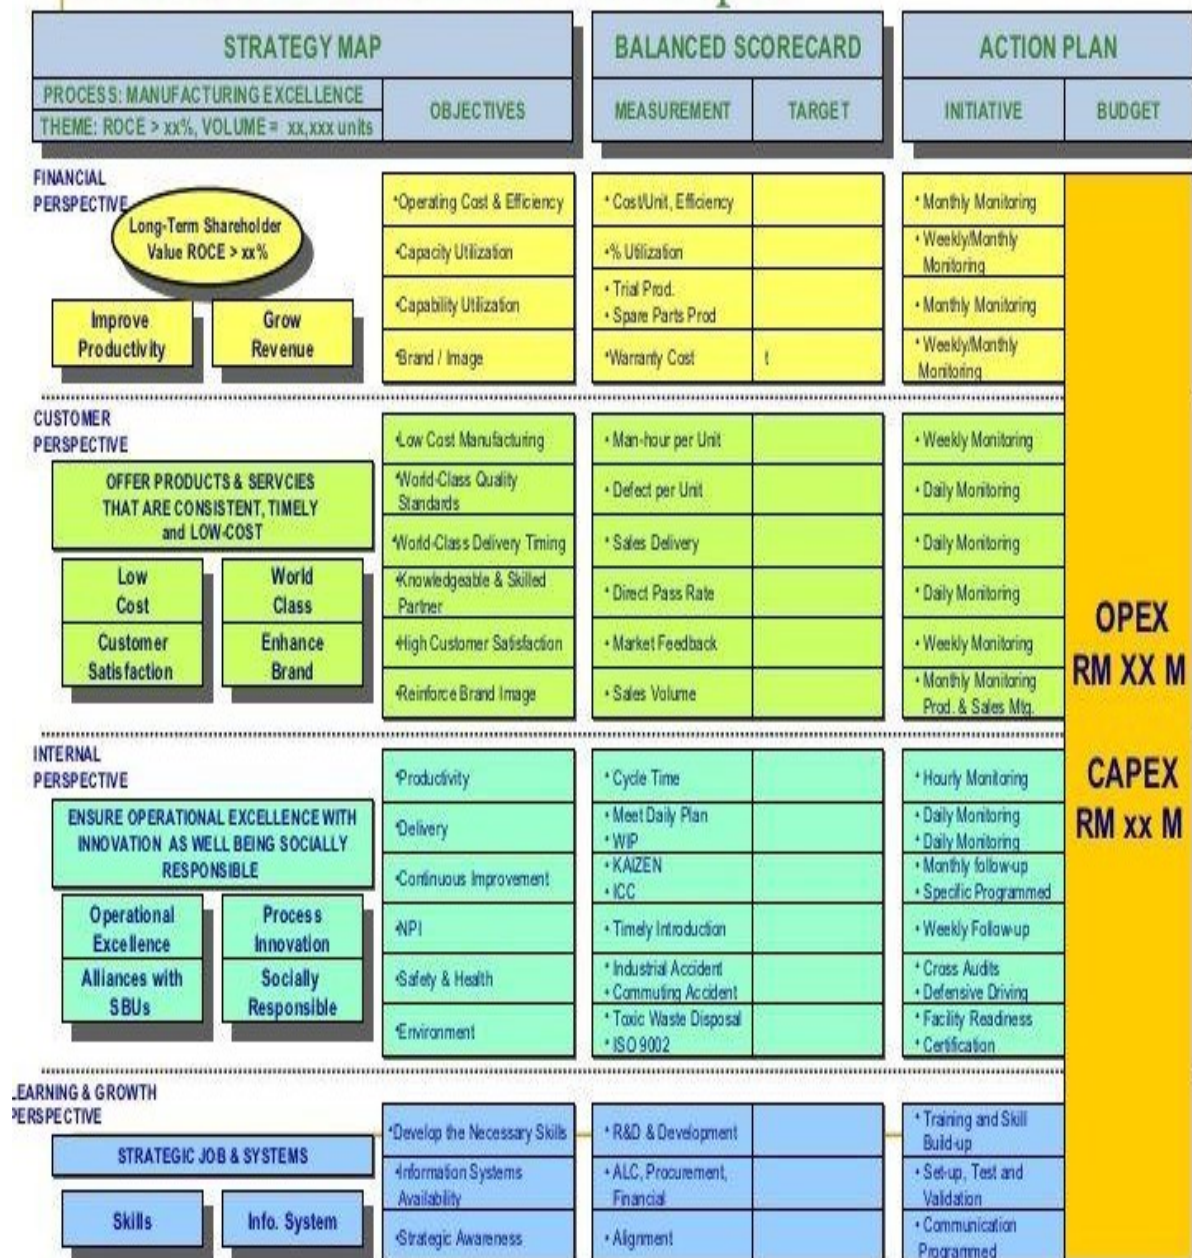 STRATEGY MAP
BALANCED SCORECARD
ACTION PLAN
PROCESS: MANUFACTURING EXCELLENCE
THEME: ROCE > xx%, VOLUME = xx,xxx units
OBJECTIVES
MEASUREMENT
TARGET
INITIATIVE
BUDGET
FINANCIAL
PERSPECTIVE
Long-Term Shareholder
Value ROCE > xx%
Improve
Productivity
Grow
Revenue
•Operating Cost & Efficiency
• Cost/Unit, Efficiency
• Monthly Monitoring
•Capacity Utilization
•% Utilization
• Weekly/Monthly
Monitoring
•Capability Utilization
• Trial Prod.
• Spare Parts Prod
• Monthly Monitoring
•Brand / Image
•Warranty Cost
t
• Weekly/Monthly
Monitoring
CUSTOMER
PERSPECTIVE
OFFER PRODUCTS & SERVCIES
THAT ARE CONSISTENT, TIMELY
and LOW-COST
Low
Cost
World
Class
Customer
Satisfaction
Enhance
Brand
•Low Cost Manufacturing
• Man-hour per Unit
• Weekly Monitoring
•World-Class Quality
Standards
• Defect per Unit
• Daily Monitoring
•World-Class Delivery Timing
• Sales Delivery
• Daily Monitoring
•Knowledgeable & Skilled
Partner
• Direct Pass Rate
• Daily Monitoring
•High Customer Satisfaction
• Market Feedback
• Weekly Monitoring
•Reinforce Brand Image
• Sales Volume
• Monthly Monitoring
Prod. & Sales Mtg.
OPEX
RM XX M
CAPEX
RM xx M
INTERNAL
PERSPECTIVE
ENSURE OPERATIONAL EXCELLENCE WITH
INNOVATION AS WELL BEING SOCIALLY
RESPONSIBLE
Operational
Excellence
Process
Innovation
Alliances with
SBUs
Socially
Responsible
•Productivity
• Cycle Time
• Hourly Monitoring
•Delivery
• Meet Daily Plan
• WIP
• Daily Monitoring
• Daily Monitoring
•Continuous Improvement
• KAIZEN
• ICC
• Monthly follow-up
• Specific Programmed
•NPI
• Timely Introduction
• Weekly Follow-up
•Safety & Health
• Industrial Accident
• Commuting Accident
• Cross Audits
• Defensive Driving
•Environment
• Toxic Waste Disposal
• ISO 9002
• Facility Readiness
• Certification
EARNING & GROWTH
PERSPECTIVE
STRATEGIC JOB & SYSTEMS
Skills
Info. System
•Develop the Necessary Skills
• R&D & Development
• Training and Skill
Build-up
•Information Systems
Availability
• ALC, Procurement,
Financial
• Set-up, Test and
Validation
•Strategic Awareness
• Alignment
• Communication
Programmed